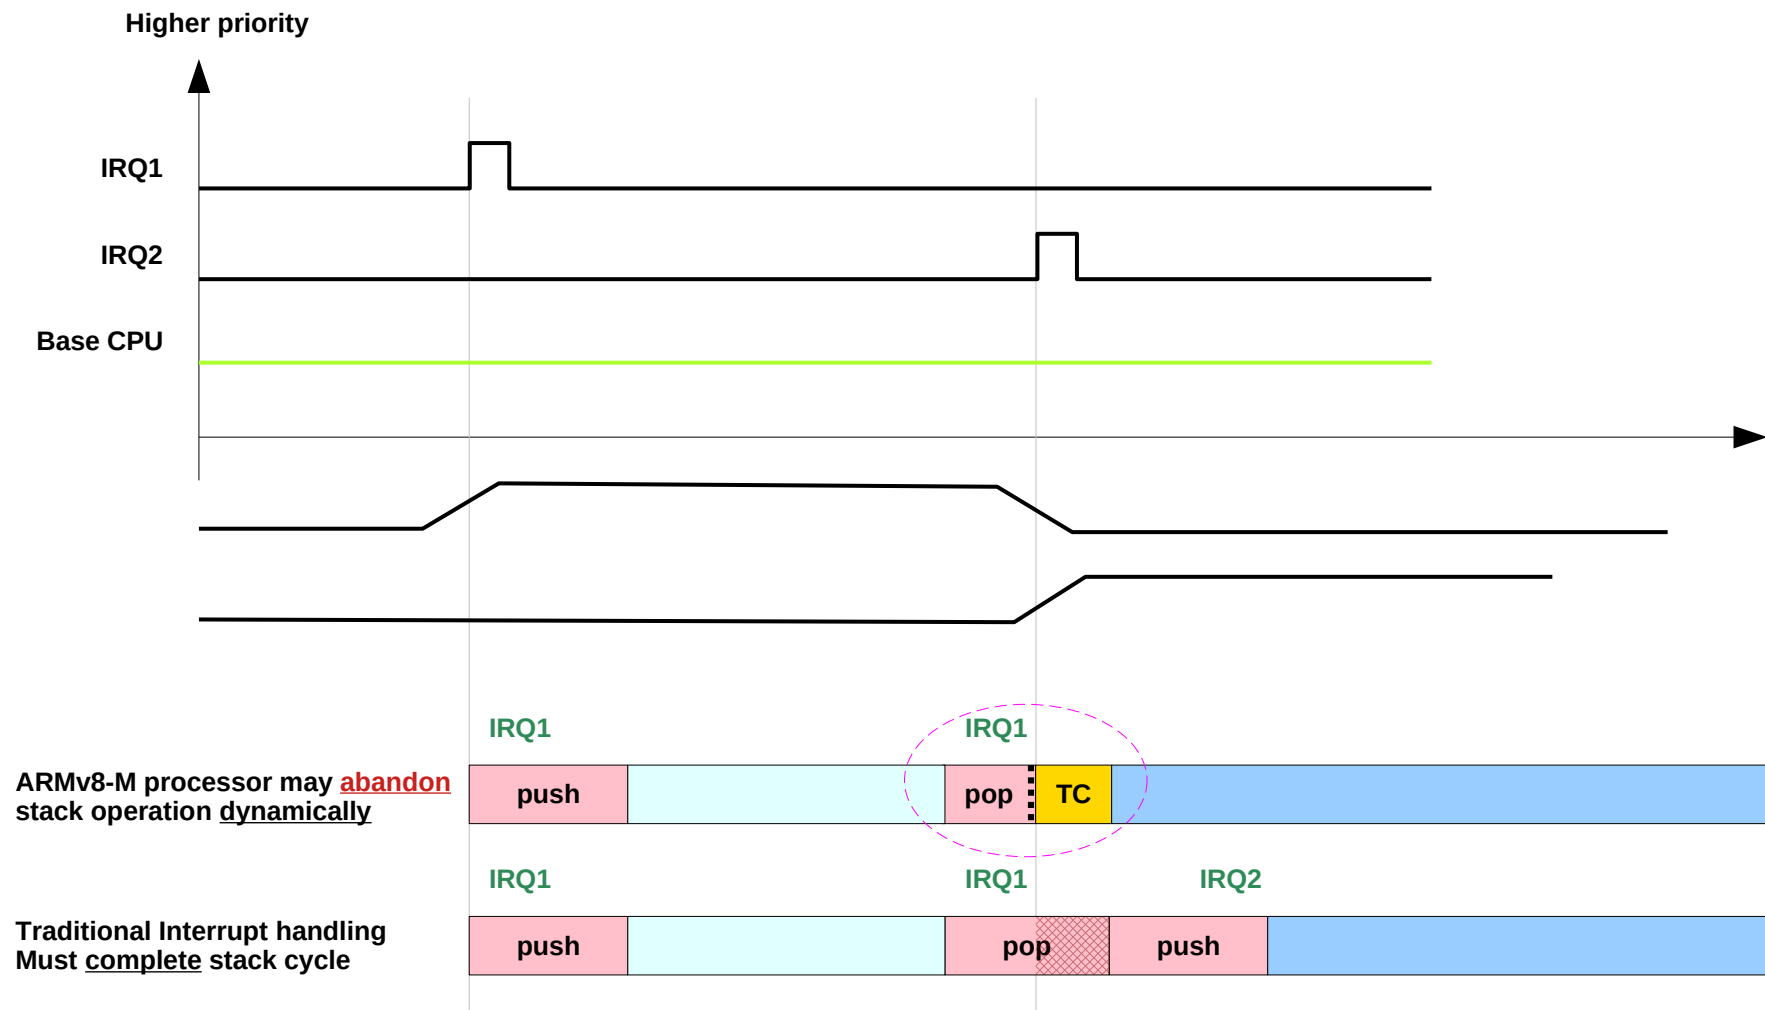 Higher priority
IRQ1
IRQ2
Base CPU
IRQ1 IRQ1
ARMv8-M processor may abandon
stack operation dynamically
push pop TC
IRQ1 IRQ1 IRQ2
Traditional Interrupt handling
Must complete stack cycle
push pop push